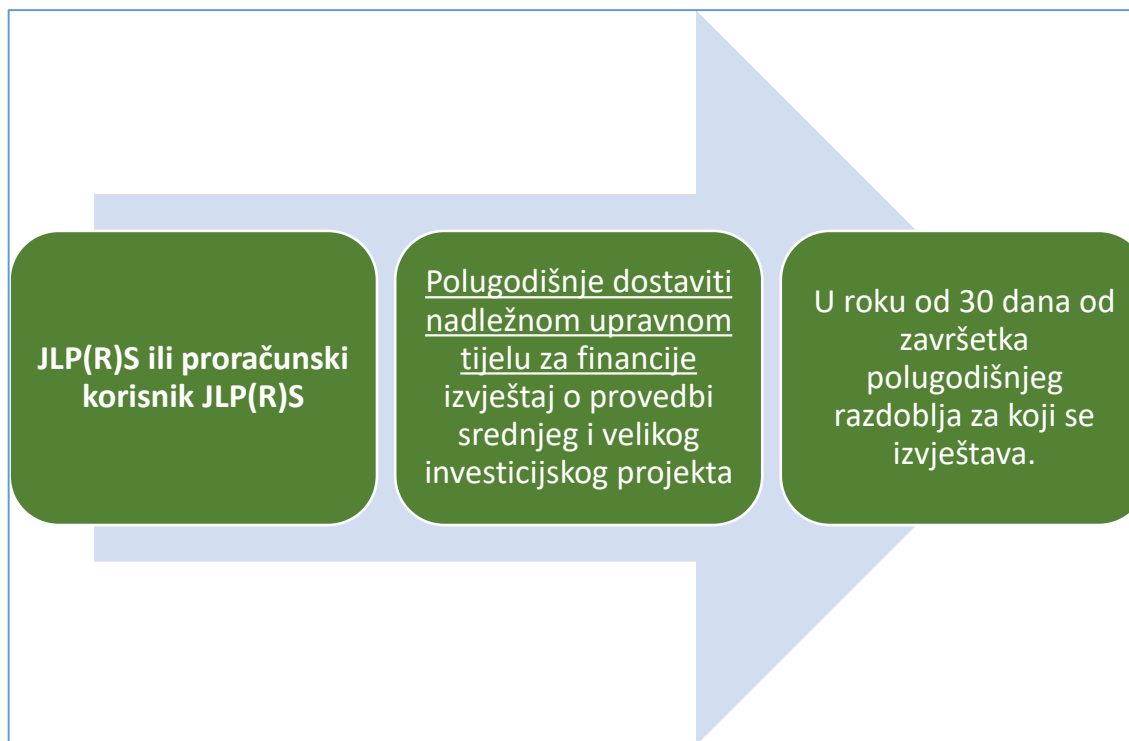 JLP(R)S ili proračunski
korisnik JLP(R)S
Polugodišnje dostaviti
nadležnom upravnom
tijelu za financije
izvještaj o provedbi
srednjeg i velikog
investicijskog projekta
U roku od 30 dana od
završetka
polugodišnjeg
razdoblja za koji se
izvještava.